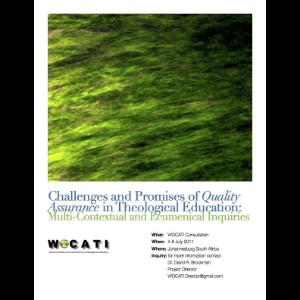 Challenges and Promises of Quality
Assurance in Theological Education:
Multi-Contextual and Ecumenical Inquiries
WOCATI
What: WOCATI Consultation
When: 4-8 July 2011
Where: Johannesburg South Africa
Inquiry: for more information contact
Dr. David R. Brockman
Project Director
WOCATI.Director@gmail.com